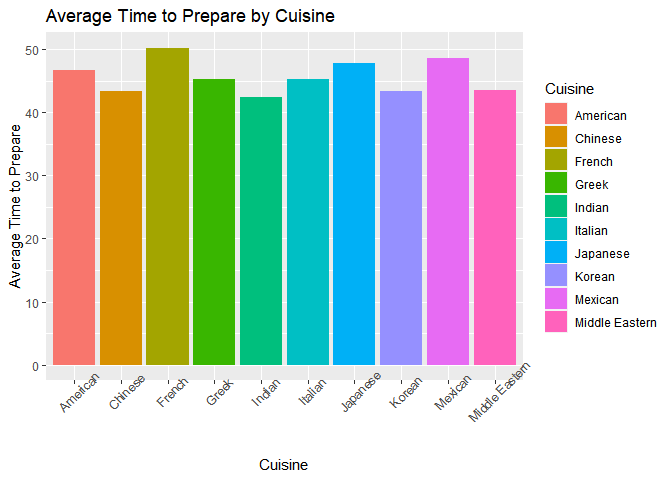 Average Time to Prepare by Cuisine
Average Time to Prepare
50
40
30
20
10
0
American
Chinese
French
Greek
Indian
Italian
Japanese
Korean
Mexican
Middle Eastern
Cuisine
Cuisine
American
Chinese
French
Greek
Indian
Italian
Japanese
Korean
Mexican
Middle Eastern